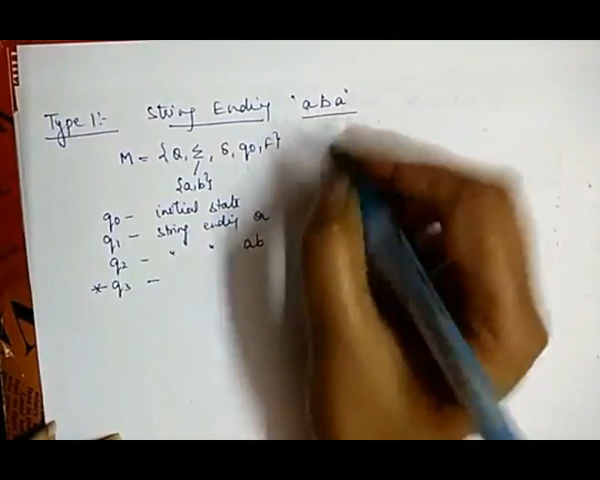 Type 1:- String Ending 'aba'
M = {Q, Σ, δ, q0, F}
{a,b}
q0 - initial state
q1 - string ending a
q2 - " " ab
*q3 -